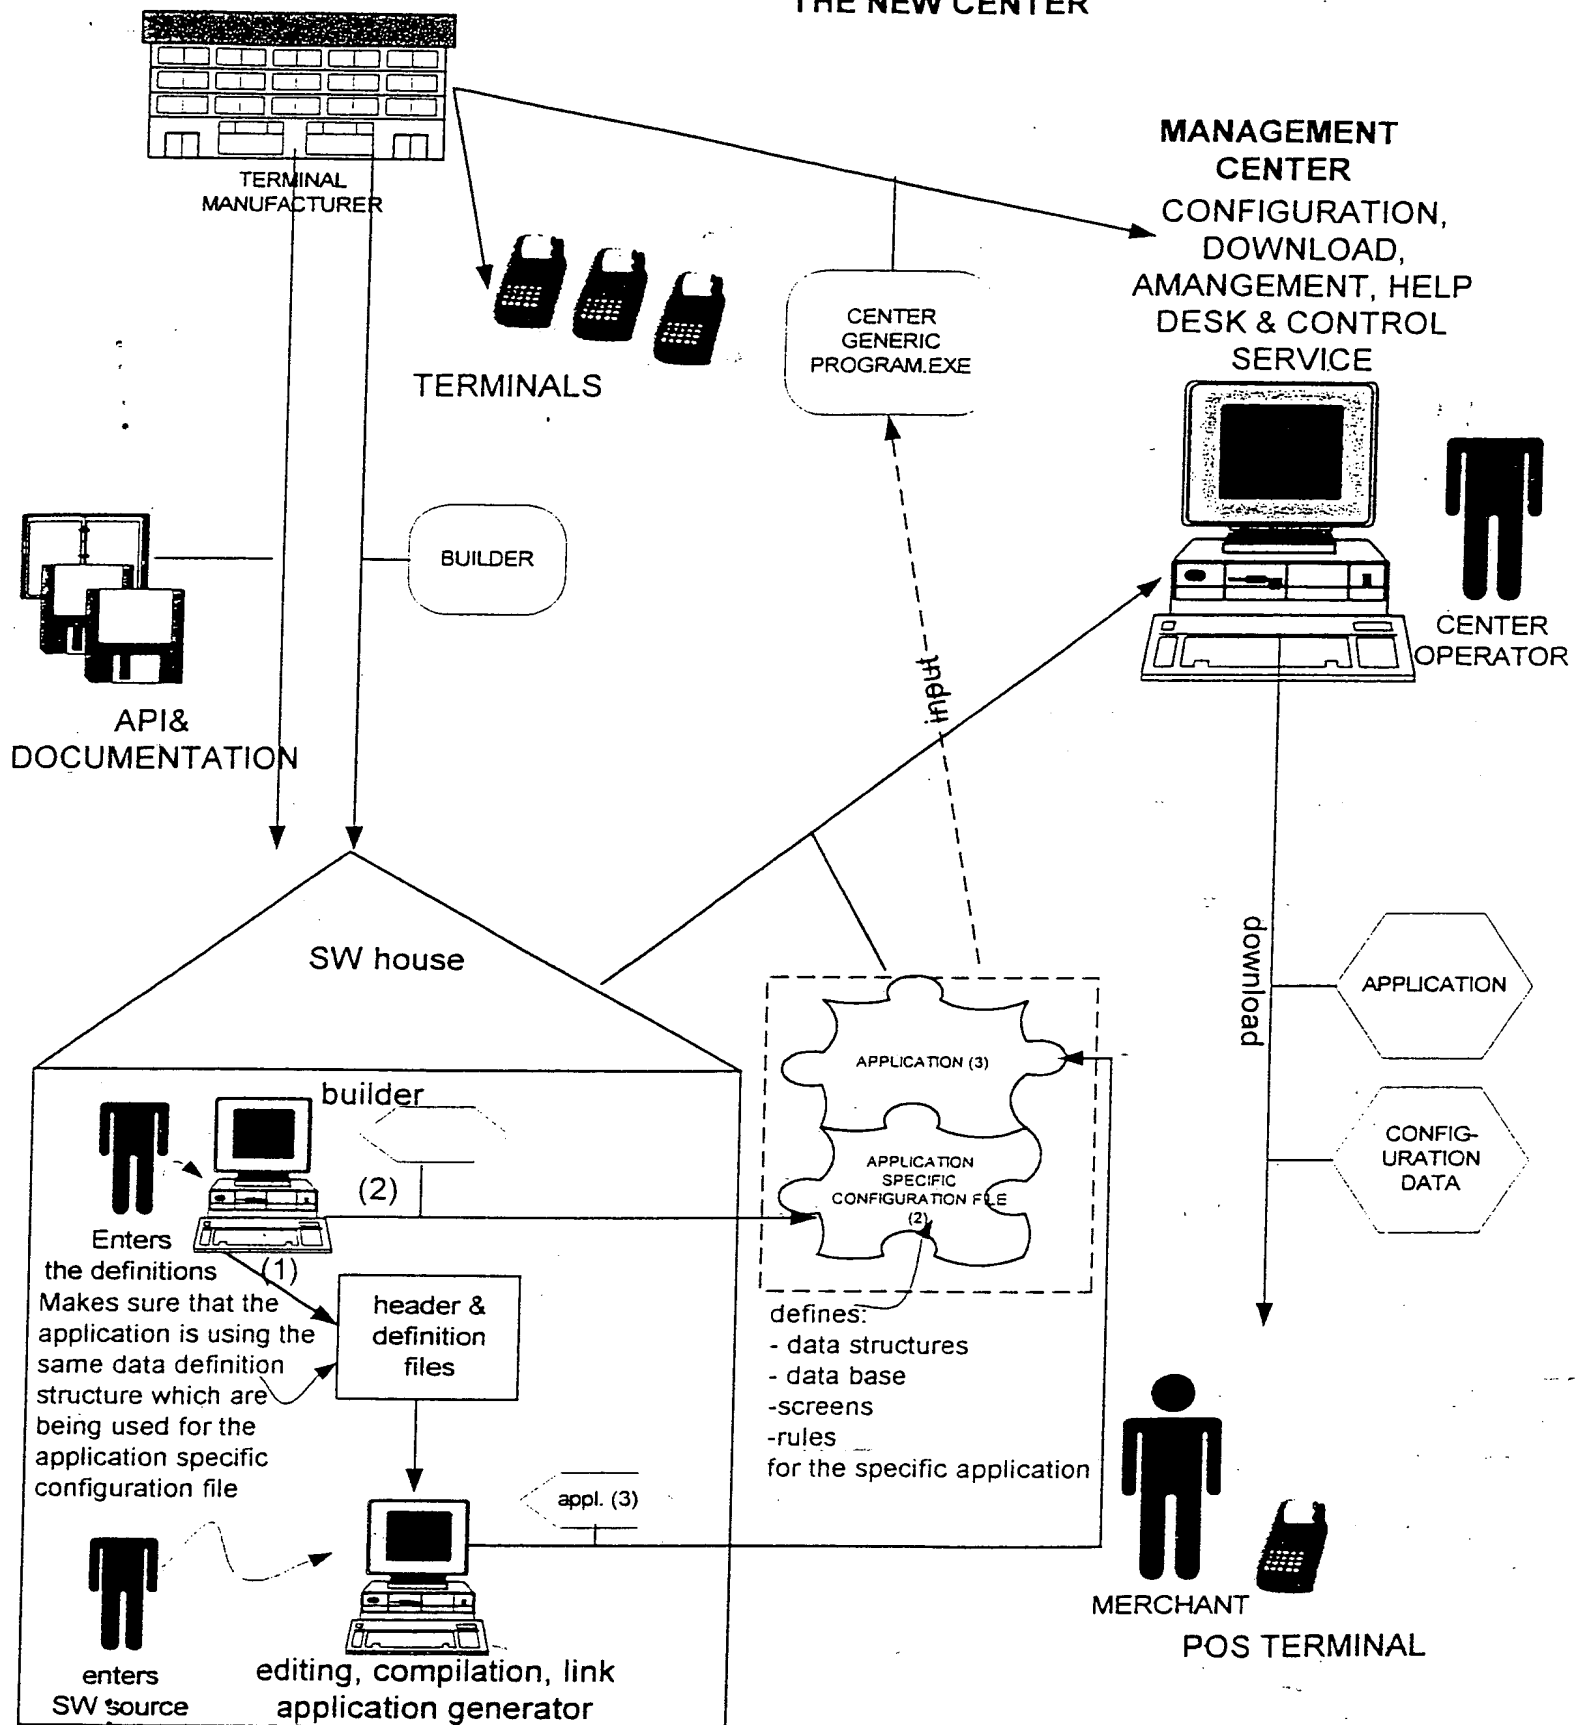 THE NEW CENTER
TERMINAL
MANUFACTURER
MANAGEMENT
CENTER
CONFIGURATION,
DOWNLOAD,
AMANGEMENT, HELP
DESK & CONTROL
SERVICE
CENTER
GENERIC
PROGRAM.EXE
TERMINALS
BUILDER
API&
DOCUMENTATION
CENTER
OPERATOR
input
SW house
download
APPLICATION
APPLICATION (3)
builder
(2)
APPLICATION
SPECIFIC
CONFIGURATION FILE
(2)
CONFIG-
URATION
DATA
Enters
the definitions
(1)
Makes sure that the
application is using the
same data definition
structure which are
being used for the
application specific
configuration file
header &
definition
files
defines:
- data structures
- data base
-screens
-rules
for the specific application
appl. (3)
MERCHANT
POS TERMINAL
enters
SW source
editing, compilation, link
application generator